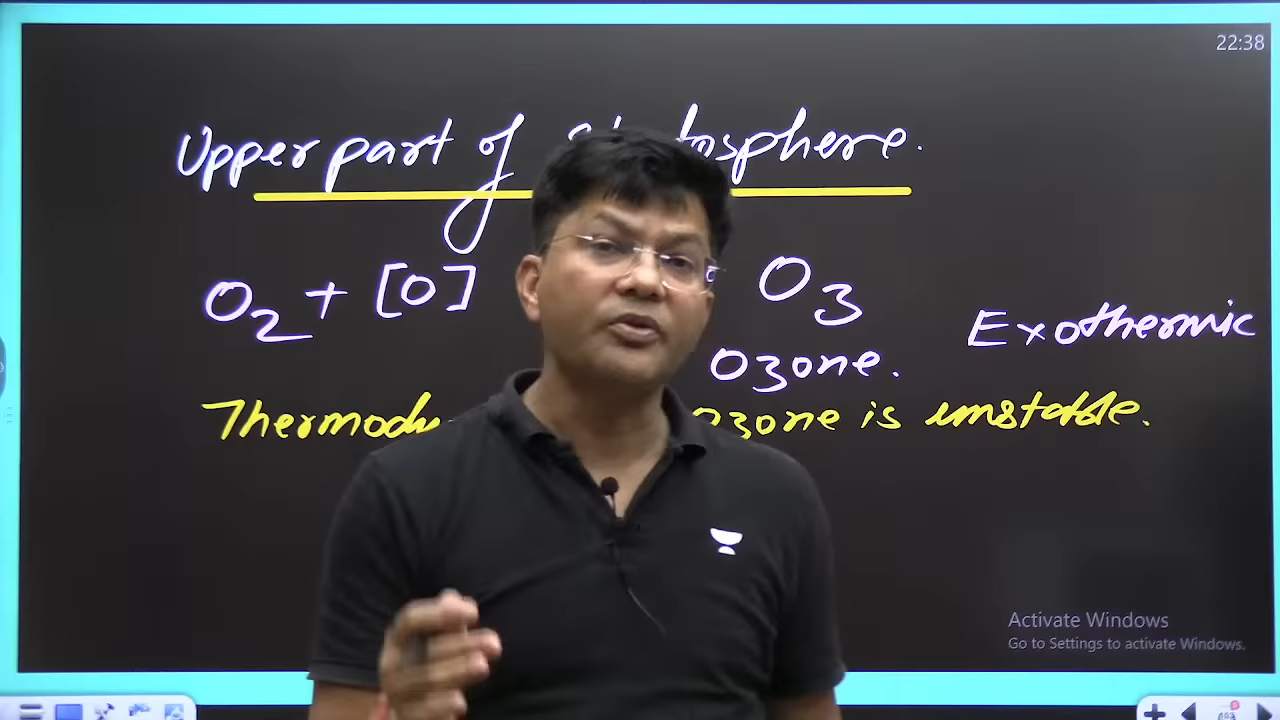 22:38
Upper part of
O₂ + [O] O₃
Exothermic
Ozone.
ozone is unstable.
Activate Windows
Go to Settings to activate Windows.